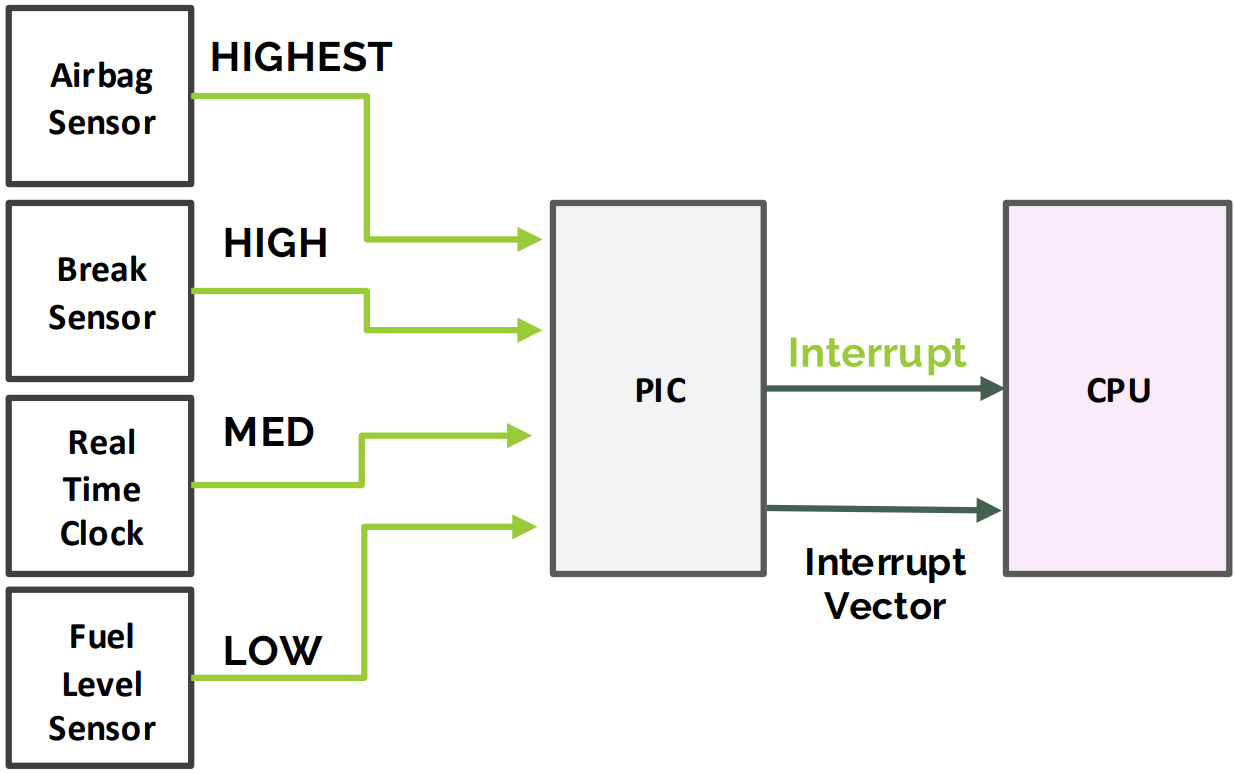 Airbag
Sensor
HIGHEST
Break
Sensor
HIGH
Real
Time
Clock
MED
Fuel
Level
Sensor
LOW
PIC
Interrupt
Interrupt
Vector
CPU